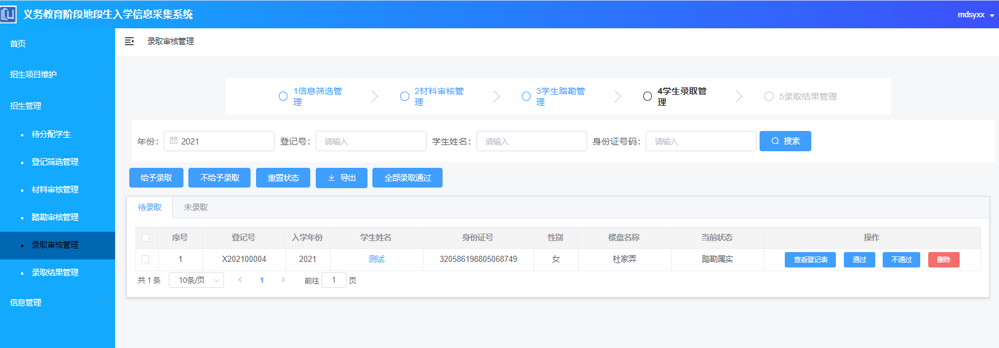 义务教育阶段地段生入学信息采集系统
mdsyxx
首页
招生项目维护
招生管理
待分配学生
登记筛选管理
材料审核管理
踏勘审核管理
录取审核管理
录取结果管理
信息管理
录取审核管理
1信息筛选管
理
2材料审核管
理
3学生踏勘管
理
4学生录取管
理
5录取结果管理
年份： 2021 登记号： 请输入 学生姓名： 请输入 身份证号码： 请输入 搜索
给予录取 不给予录取 重置状态 导出 全部录取通过
待录取 未录取
序号 登记号 入学年份 学生姓名 身份证号 性别 楼盘名称 当前状态 操作
1 X202100004 2021 测试 320586198805068749 女 杜家弄 踏勘属实 查看登记表 通过 不通过 删除
共 1 条 10条/页 1 前往 1 页